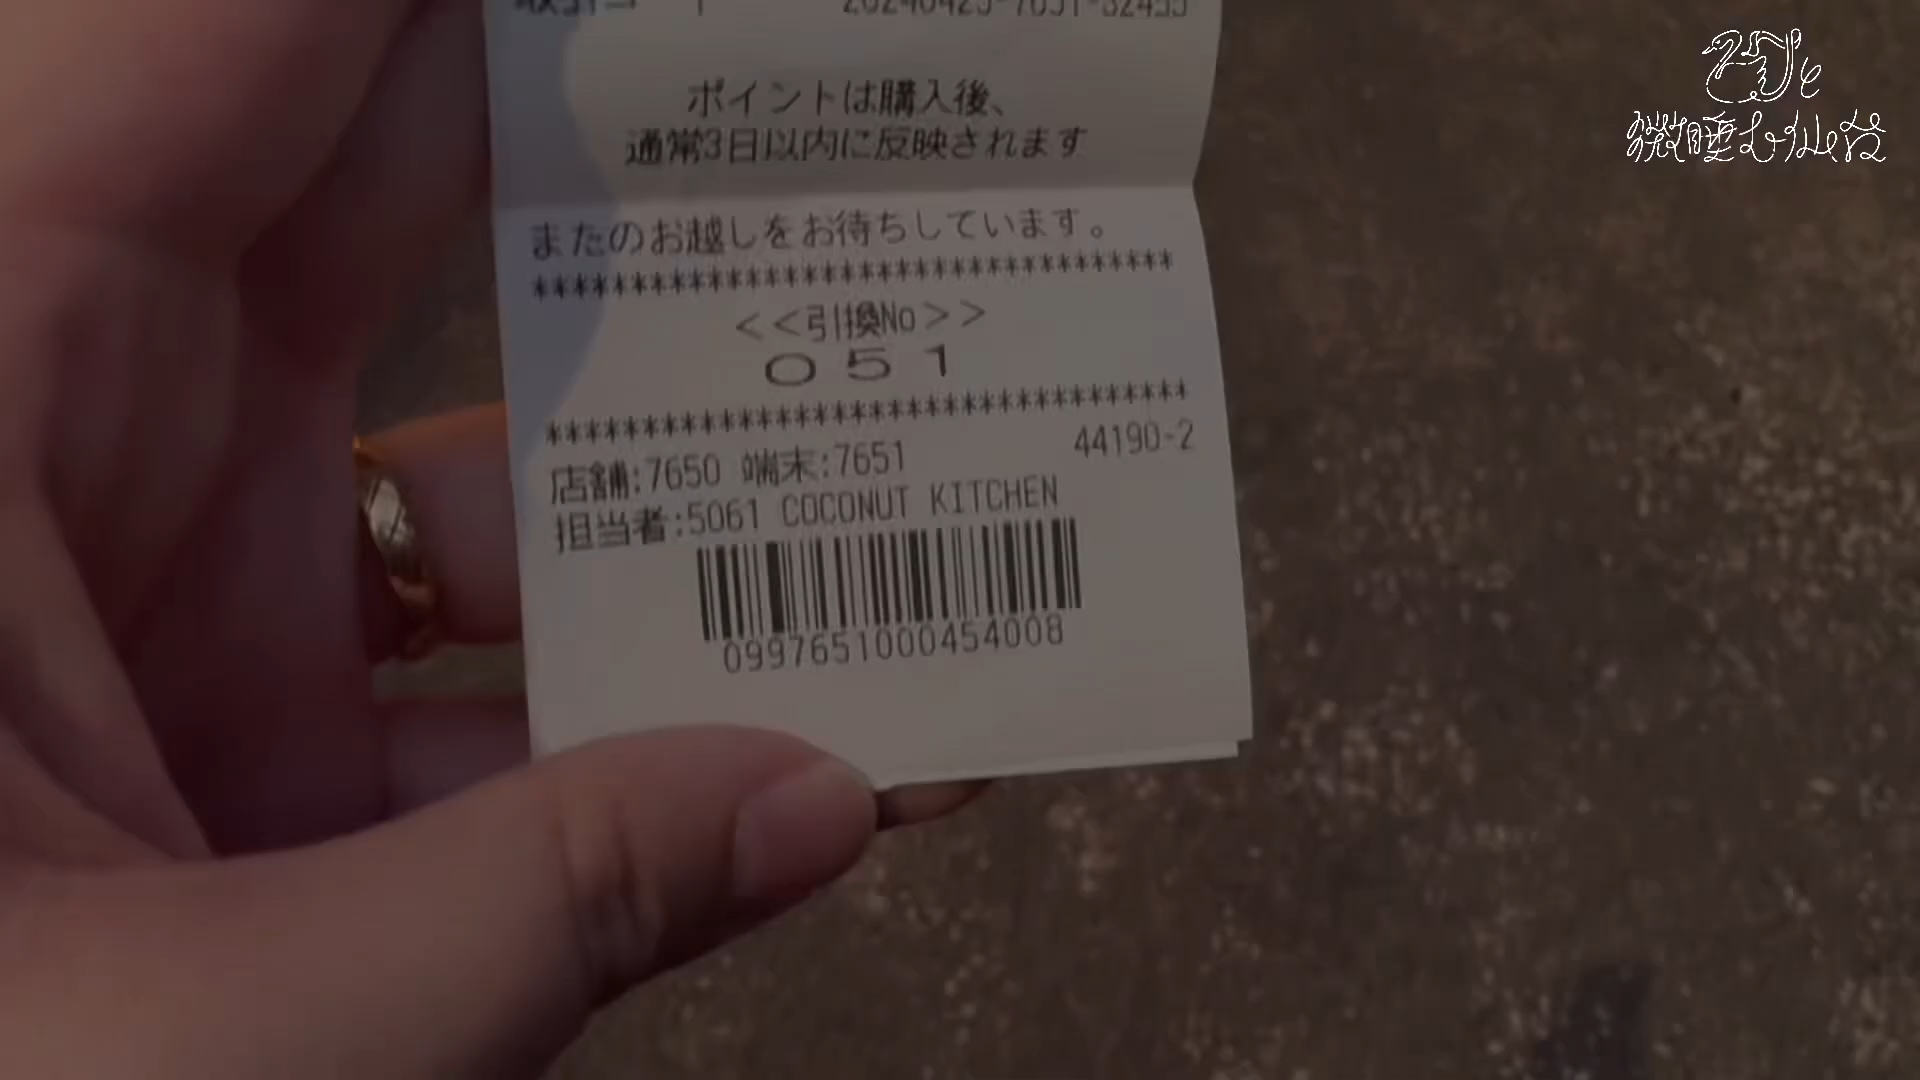 ポイントは購入後、
通常3日以内に反映されます
またのお越しをお待ちしています。
************************************
<<引換No>>
051
************************************
店舗:7650 端末:7651 44190-2
担当者:5061 COCONUT KITCHEN
0997651000454008